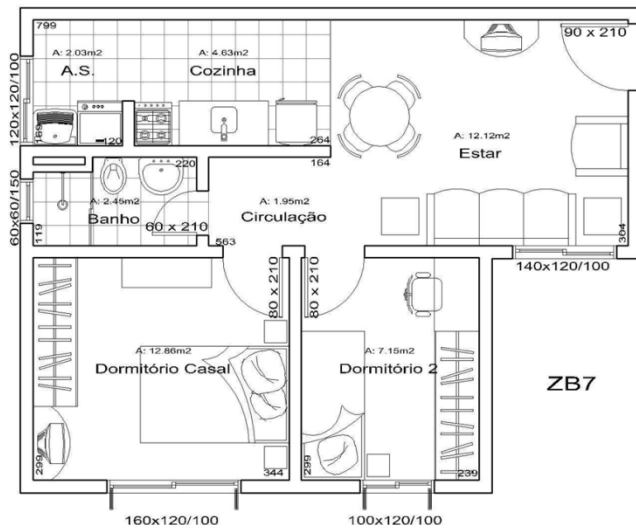 799
A: 2.03m2
A.S.
A: 4.63m2
Cozinha
90 x 210
120x120/100
169
120
264
A: 12.12m2
Estar
164
220
A: 2.45m2
Banho
60 x 210
60x60/150
119
A: 1.95m2
Circulação
563
304
140x120/100
80 x 210
80 x 210
A: 12.86m2
Dormitório Casal
A: 7.15m2
Dormitório 2
ZB7
299
344
299
239
160x120/100
100x120/100